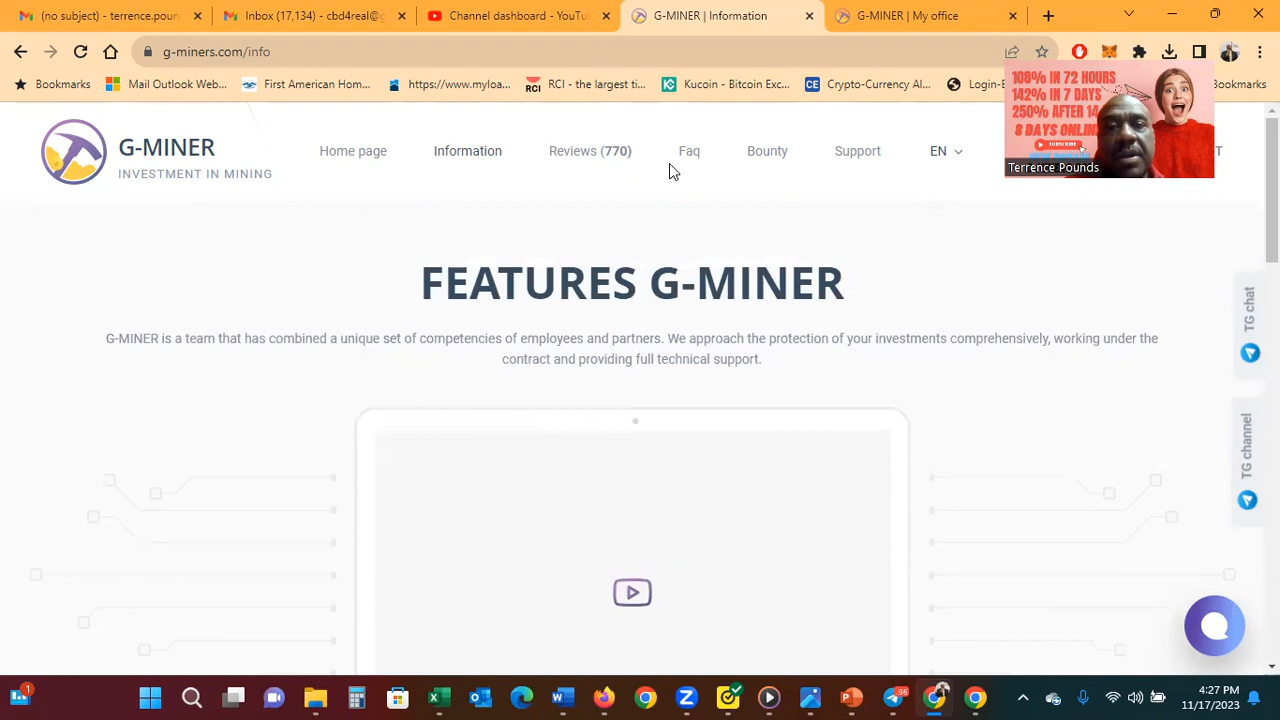 (no subject) - terrence.poun
Inbox (17,134) - cbd4real@g
Channel dashboard - YouTu
G-MINER | Information
G-MINER | My office
g-miners.com/info
Bookmarks
Mail Outlook Web...
First American Hom...
https://www.myloa...
RCI - the largest ti...
Kucoin - Bitcoin Exc...
Crypto-Currency Al...
Login-E
Bookmarks
108% IN 72 HOURS
142% IN 7 DAYS
250% AFTER 14
8 DAYS ONLIN
SUBSCRIBE
Terrence Pounds
G-MINER
INVESTMENT IN MINING
Home page
Information
Reviews (770)
Faq
Bounty
Support
EN
T
FEATURES G-MINER
G-MINER is a team that has combined a unique set of competencies of employees and partners. We approach the protection of your investments comprehensively, working under the
contract and providing full technical support.
TG chat
TG channel
1
96
4:27 PM
11/17/2023